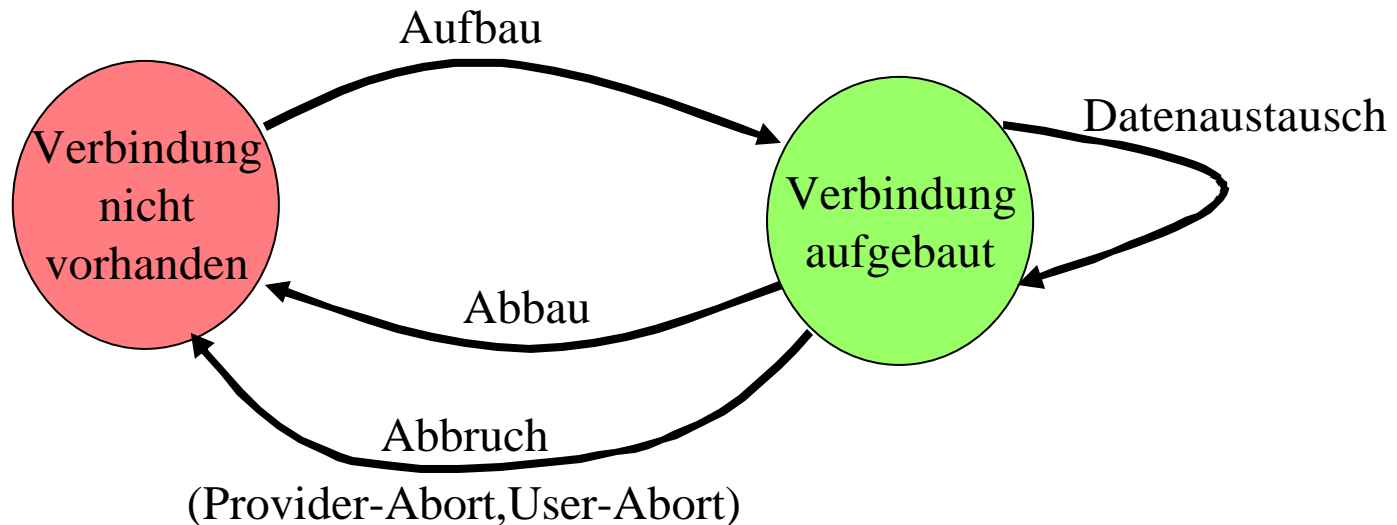 Aufbau
Verbindung
nicht
vorhanden
Datenaustausch
Verbindung
aufgebaut
Abbau
Abbruch
(Provider-Abort,User-Abort)